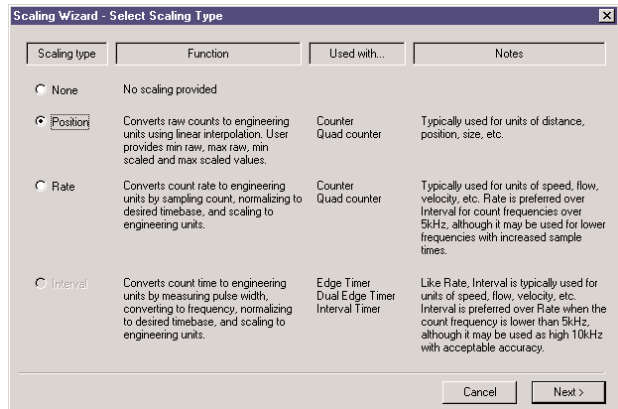 Scaling Wizard - Select Scaling Type
Scaling type
Function
Used with...
Notes
None
No scaling provided
Position
Converts raw counts to engineering
units using linear interpolation. User
provides min raw, max raw, min
scaled and max scaled values.
Counter
Quad counter
Typically used for units of distance,
position, size, etc.
Rate
Converts count rate to engineering
units by sampling count, normalizing to
desired timebase, and scaling to
engineering units.
Counter
Quad counter
Typically used for units of speed, flow,
velocity, etc. Rate is preferred over
Interval for count frequencies over
5kHz, although it may be used for lower
frequencies with increased sample
times.
Interval
Converts count time to engineering
units by measuring pulse width,
converting to frequency, normalizing
to desired timebase, and scaling to
engineering units.
Edge Timer
Dual Edge Timer
Interval Timer
Like Rate, Interval is typically used for
units of speed, flow, velocity, etc.
Interval is preferred over Rate when the
count frequency is lower than 5kHz,
although it may be used as high 10kHz
with acceptable accuracy.
Cancel
Next >